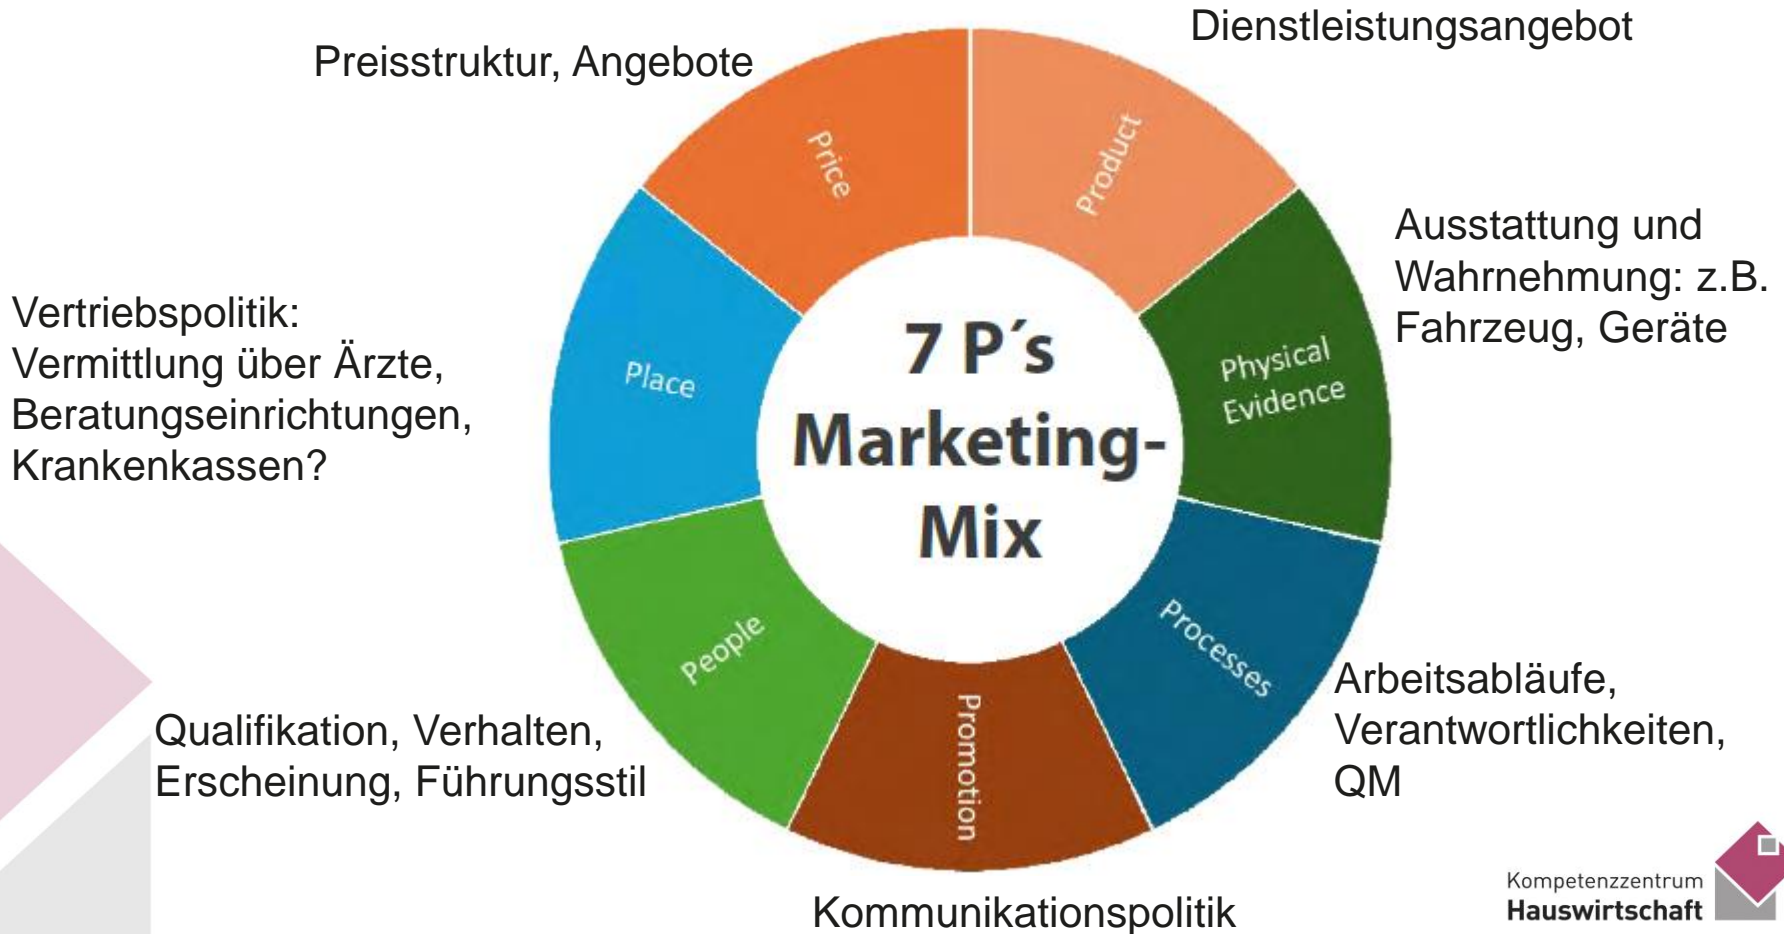 Dienstleistungsangebot
Preisstruktur, Angebote
Price
Product
Ausstattung und
Wahrnehmung: z.B.
Fahrzeug, Geräte
Vertriebspolitik:
Vermittlung über Ärzte,
Beratungseinrichtungen,
Krankenkassen?
Place
7 P´s
Marketing-
Mix
Physical
Evidence
People
Processes
Promotion
Qualifikation, Verhalten,
Erscheinung, Führungsstil
Arbeitsabläufe,
Verantwortlichkeiten,
QM
Kommunikationspolitik
Kompetenzzentrum
Hauswirtschaft